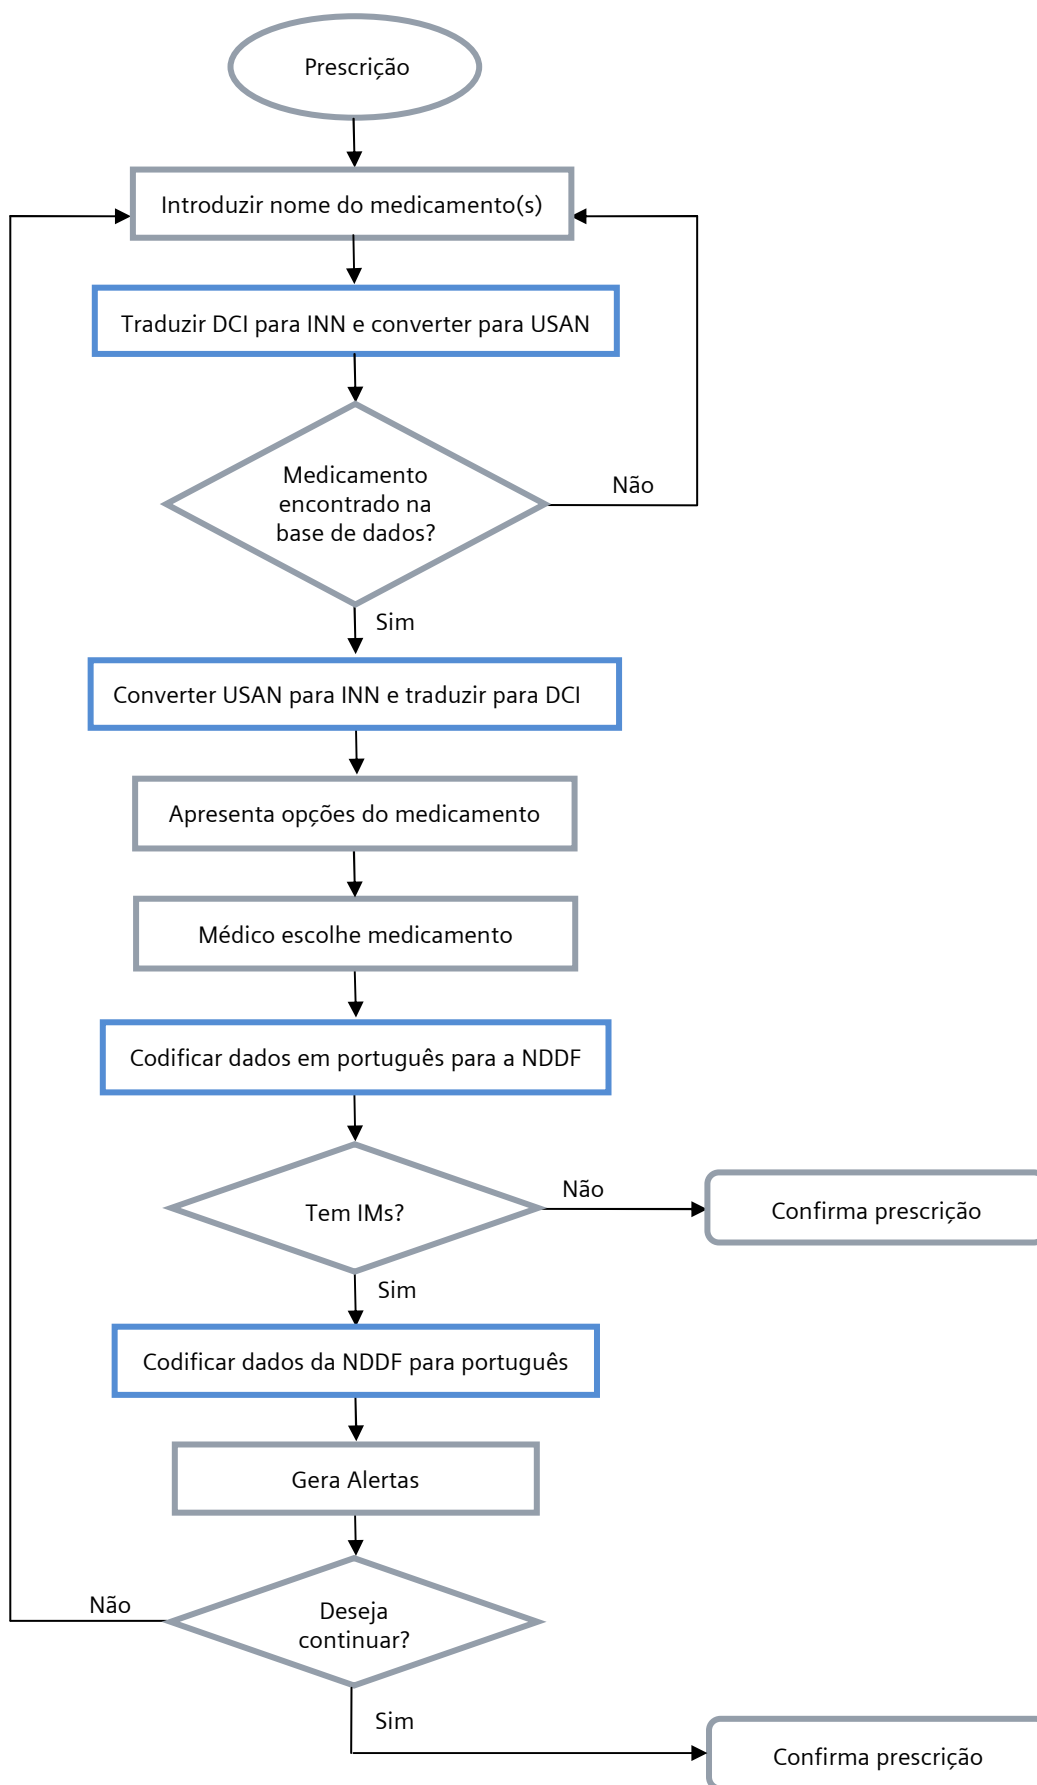 Prescrição
Introduzir nome do medicamento(s)
Traduzir DCI para INN e converter para USAN
Medicamento
encontrado na
base de dados?
Não
Sim
Converter USAN para INN e traduzir para DCI
Apresenta opções do medicamento
Médico escolhe medicamento
Codificar dados em português para a NDDF
Tem IMs?
Não
Confirma prescrição
Sim
Codificar dados da NDDF para português
Gera Alertas
Não
Deseja
continuar?
Sim
Confirma prescrição